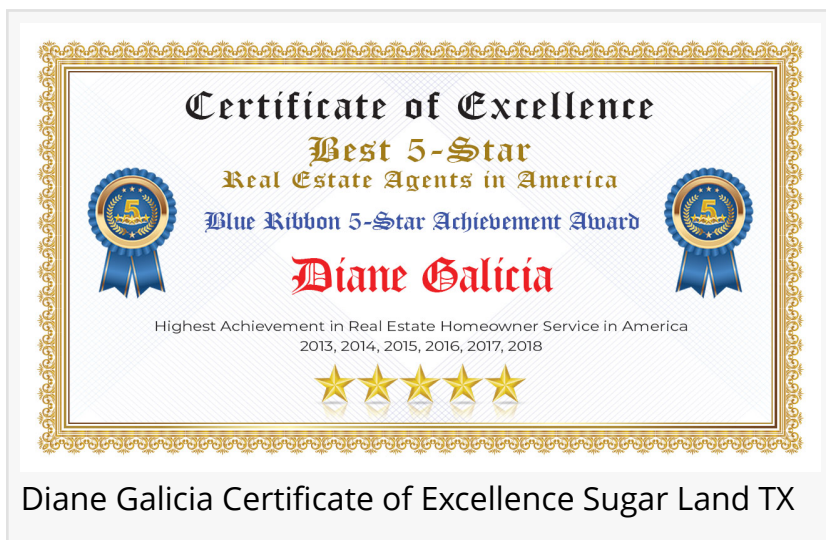 Certificate of Excellence
Best 5-Star
Real Estate Agents in America
Blue Ribbon 5-Star Achievement Award
5
5
Diane Galicia
Highest Achievement in Real Estate Homeowner Service in America
2013, 2014, 2015, 2016, 2017, 2018
Diane Galicia Certificate of Excellence Sugar Land TX